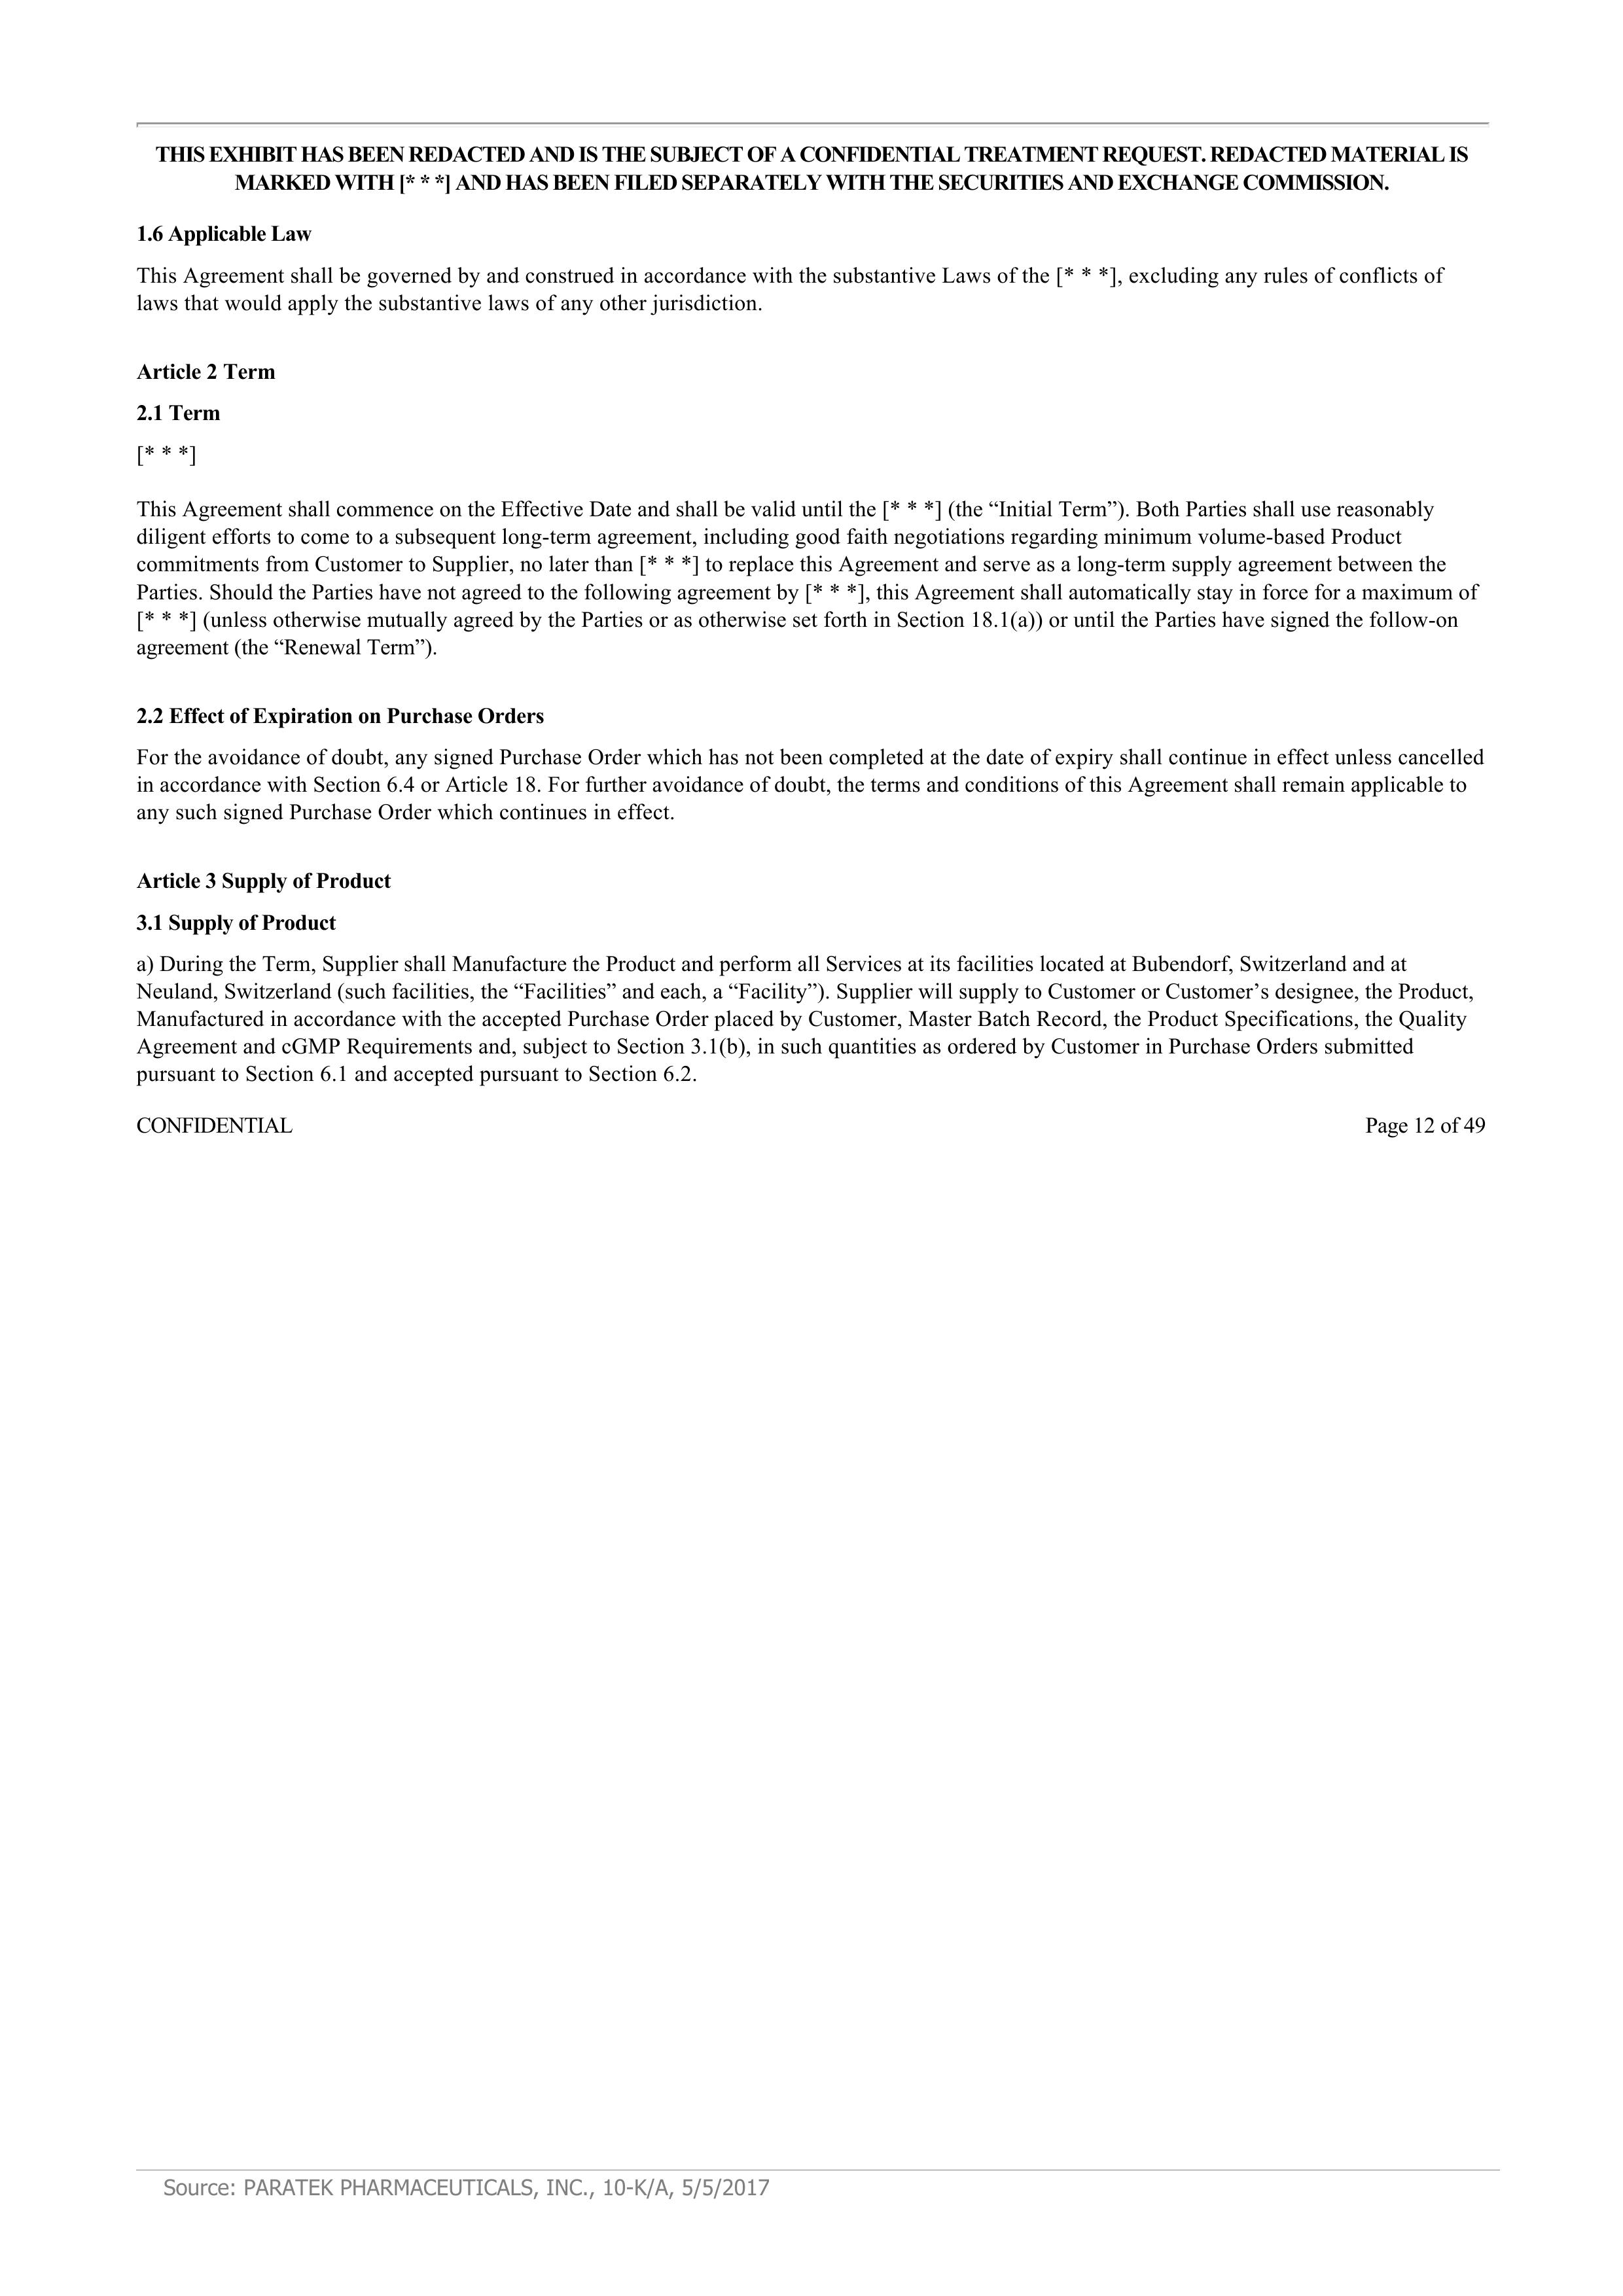 THIS EXHIBIT HAS BEEN REDACTED AND IS THE SUBJECT OF A CONFIDENTIAL TREATMENT REQUEST. REDACTED MATERIAL IS
MARKED WITH [* * *] AND HAS BEEN FILED SEPARATELY WITH THE SECURITIES AND EXCHANGE COMMISSION.
1.6 Applicable Law
This Agreement shall be governed by and construed in accordance with the substantive Laws of the [* * *], excluding any rules of conflicts of
laws that would apply the substantive laws of any other jurisdiction.
Article 2 Term
2.1 Term
[* * *]
This Agreement shall commence on the Effective Date and shall be valid until the [* * *] (the “Initial Term”). Both Parties shall use reasonably
diligent efforts to come to a subsequent long-term agreement, including good faith negotiations regarding minimum volume-based Product
commitments from Customer to Supplier, no later than [* * *] to replace this Agreement and serve as a long-term supply agreement between the
Parties. Should the Parties have not agreed to the following agreement by [* * *], this Agreement shall automatically stay in force for a maximum of
[* * *] (unless otherwise mutually agreed by the Parties or as otherwise set forth in Section 18.1(a)) or until the Parties have signed the follow-on
agreement (the “Renewal Term”).
2.2 Effect of Expiration on Purchase Orders
For the avoidance of doubt, any signed Purchase Order which has not been completed at the date of expiry shall continue in effect unless cancelled
in accordance with Section 6.4 or Article 18. For further avoidance of doubt, the terms and conditions of this Agreement shall remain applicable to
any such signed Purchase Order which continues in effect.
Article 3 Supply of Product
3.1 Supply of Product
a) During the Term, Supplier shall Manufacture the Product and perform all Services at its facilities located at Bubendorf, Switzerland and at
Neuland, Switzerland (such facilities, the “Facilities” and each, a “Facility”). Supplier will supply to Customer or Customer’s designee, the Product,
Manufactured in accordance with the accepted Purchase Order placed by Customer, Master Batch Record, the Product Specifications, the Quality
Agreement and cGMP Requirements and, subject to Section 3.1(b), in such quantities as ordered by Customer in Purchase Orders submitted
pursuant to Section 6.1 and accepted pursuant to Section 6.2.
CONFIDENTIAL Page 12 of 49
Source: PARATEK PHARMACEUTICALS, INC., 10-K/A, 5/5/2017